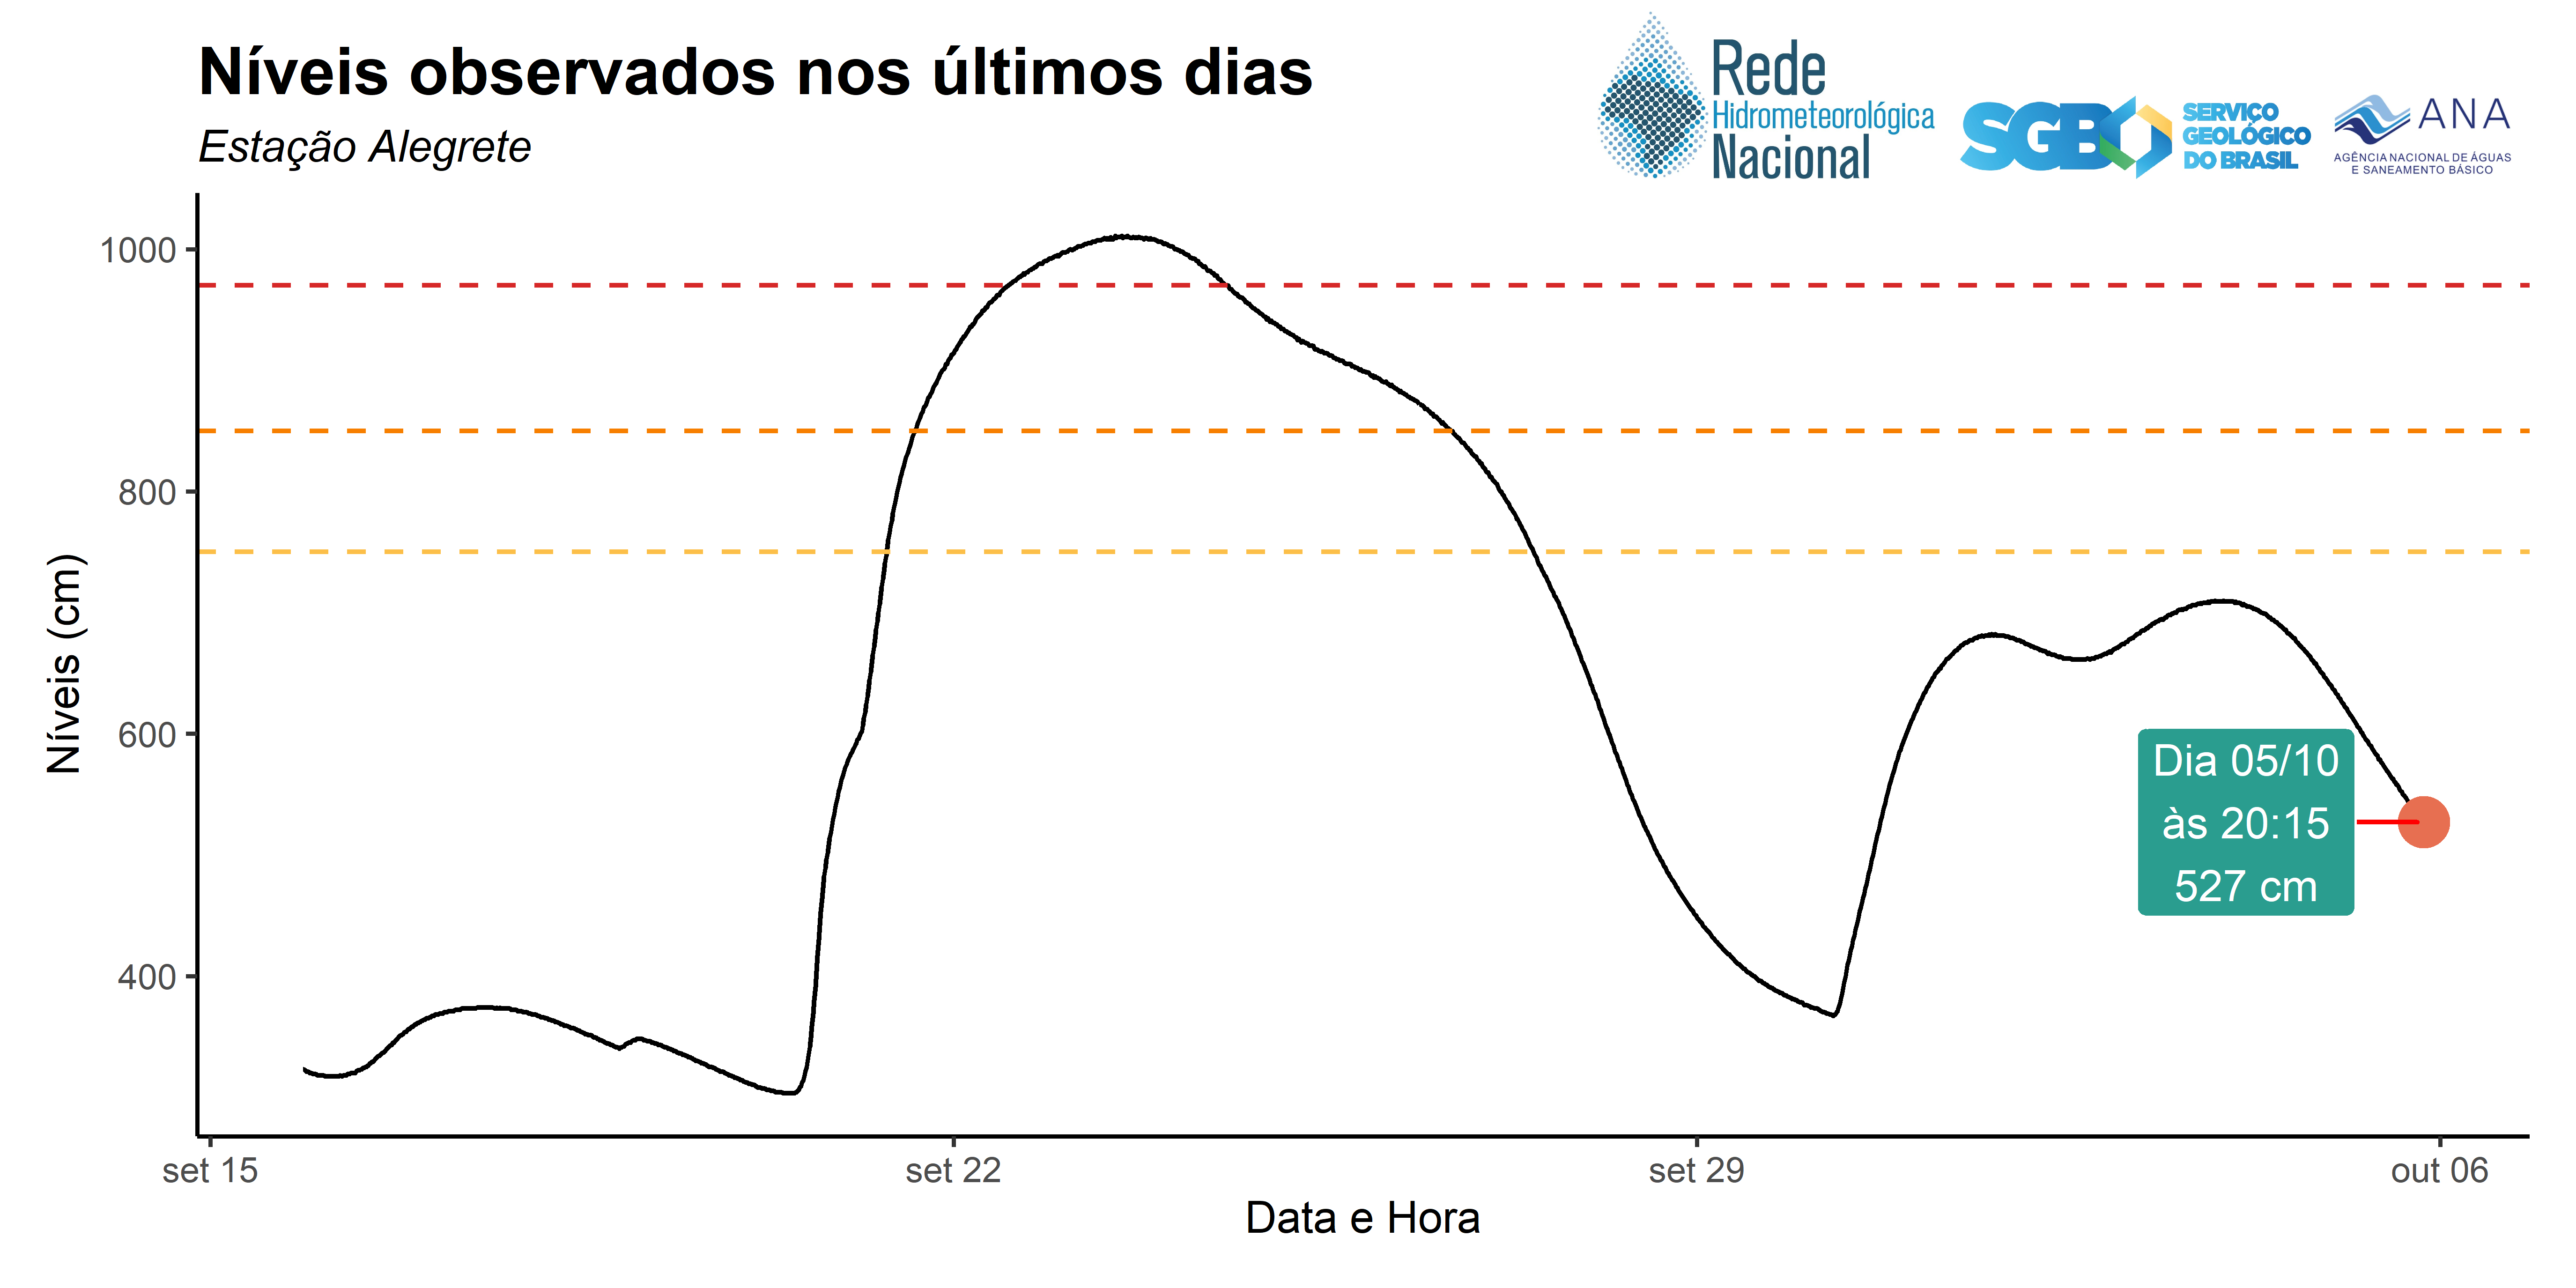 Níveis observados nos últimos dias
Estação Alegrete
Rede
Hidrometeorológica
Nacional
SGB
SERVIÇO
GEOLÓGICO
DO BRASIL
ANA
AGÊNCIA NACIONAL DE ÁGUAS
E SANEAMENTO BÁSICO
Níveis (cm)
1000
800
600
400
Dia 05/10
às 20:15
527 cm
set 15
set 22
set 29
out 06
Data e Hora